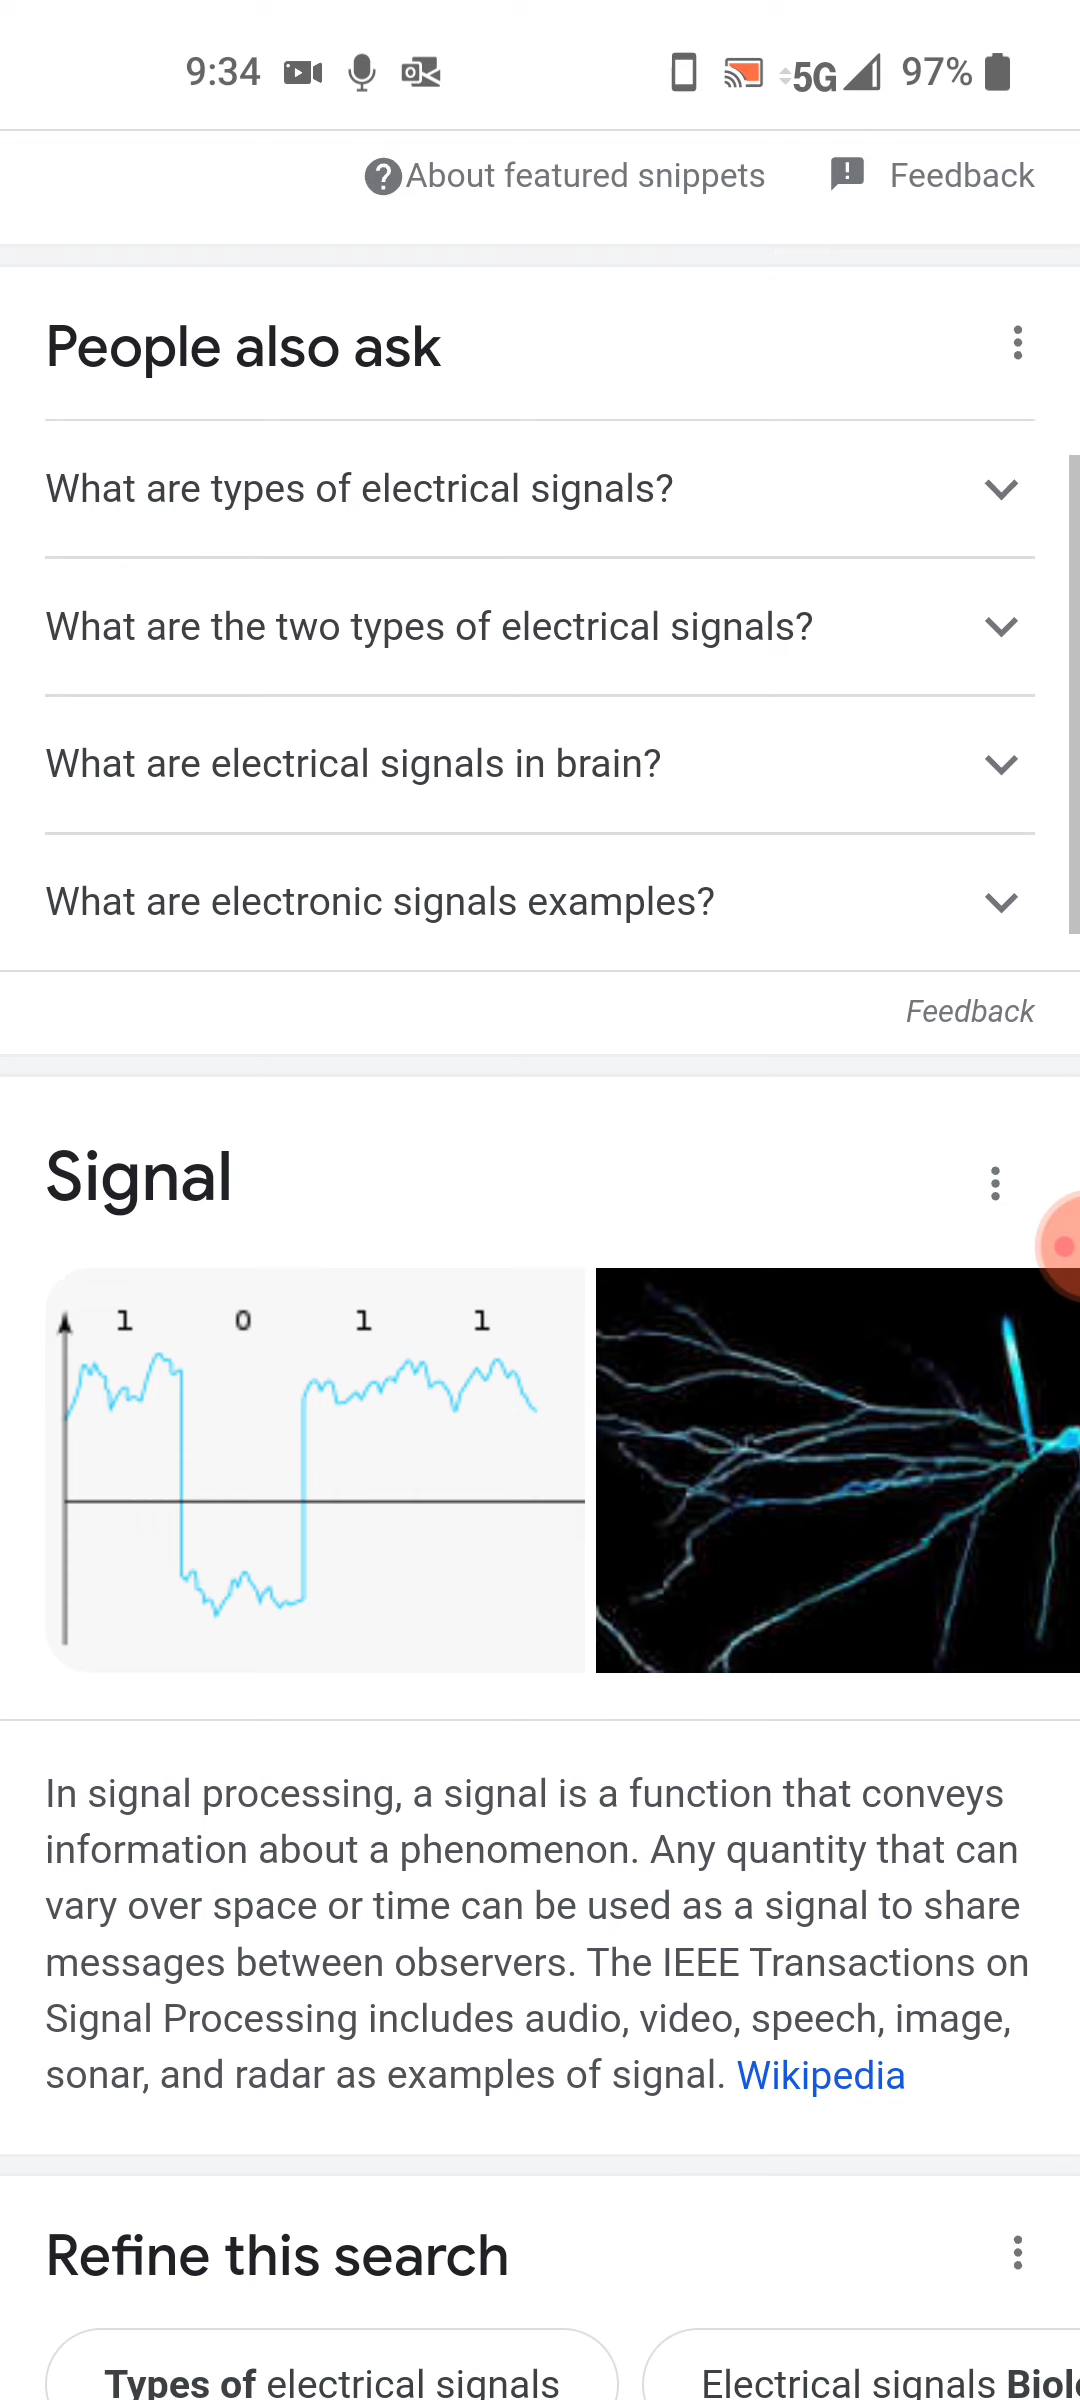 9:34 5G 97%
About featured snippets Feedback
People also ask
What are types of electrical signals?
What are the two types of electrical signals?
What are electrical signals in brain?
What are electronic signals examples?
Feedback
Signal
1 0 1 1
In signal processing, a signal is a function that conveys
information about a phenomenon. Any quantity that can
vary over space or time can be used as a signal to share
messages between observers. The IEEE Transactions on
Signal Processing includes audio, video, speech, image,
sonar, and radar as examples of signal. Wikipedia
Refine this search
Types of electrical signals Electrical signals